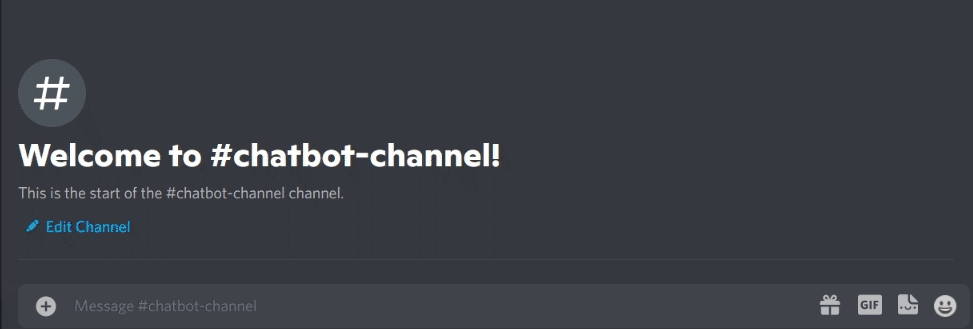 #
Welcome to #chatbot-channel!
This is the start of the #chatbot-channel channel.
Edit Channel
Message #chatbot-channel
GIF